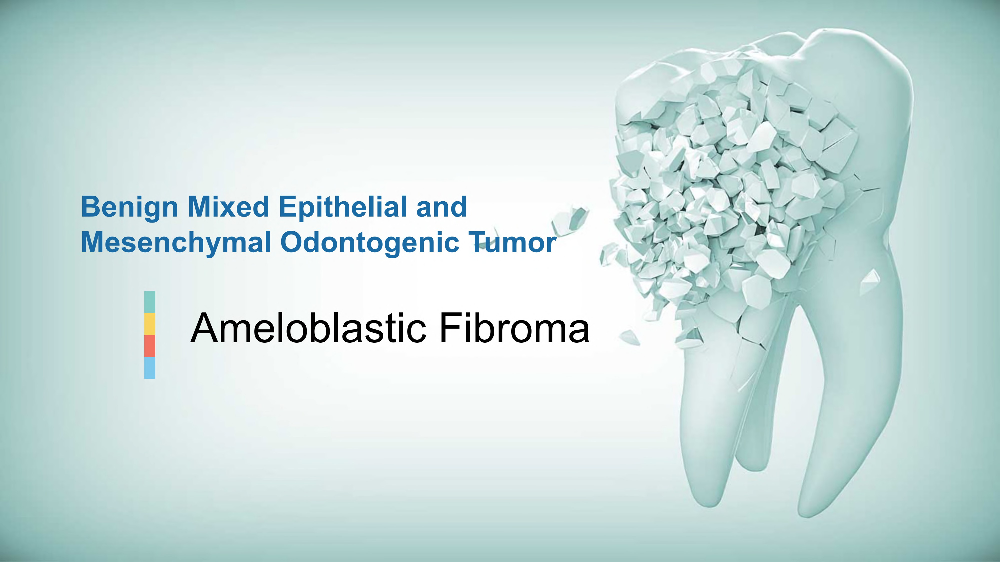 Benign Mixed Epithelial and
Mesenchymal Odontogenic Tumor
Ameloblastic Fibroma